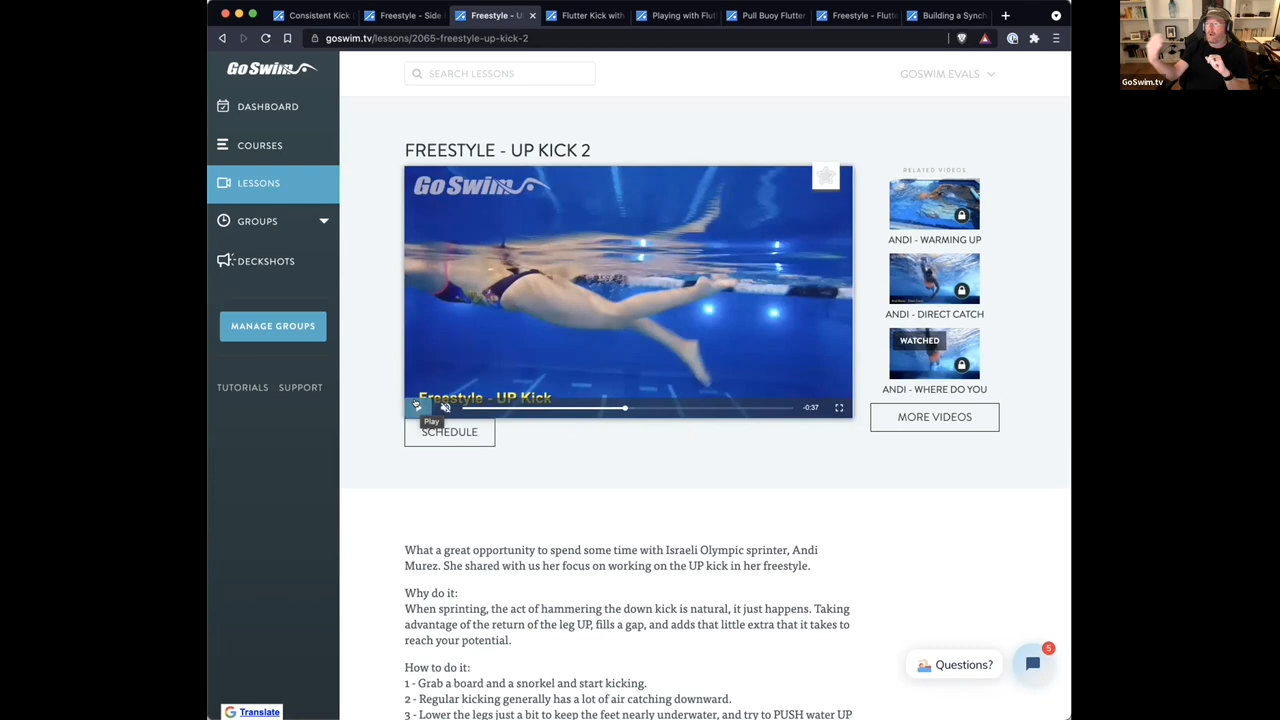 Consistent Kick
Freestyle - Side
Freestyle - U
Flutter Kick with
Playing with Flut
Pull Buoy Flutter
Freestyle - Flutte
Building a Synch
goswim.tv/lessons/2065-freestyle-up-kick-2
GoSwim
SEARCH LESSONS
GOSWIM EVALS
GoSwim.tv
DASHBOARD
COURSES
LESSONS
GROUPS
DECKSHOTS
MANAGE GROUPS
TUTORIALS SUPPORT
FREESTYLE - UP KICK 2
GoSwim
Freestyle - UP Kick
-0:37
Play
SCHEDULE
RELATED VIDEOS
ANDI - WARMING UP
ANDI - DIRECT CATCH
WATCHED
ANDI - WHERE DO YOU
MORE VIDEOS
What a great opportunity to spend some time with Israeli Olympic sprinter, Andi
Murez. She shared with us her focus on working on the UP kick in her freestyle.
Why do it:
When sprinting, the act of hammering the down kick is natural, it just happens. Taking
advantage of the return of the leg UP, fills a gap, and adds that little extra that it takes to
reach your potential.
How to do it:
1 - Grab a board and a snorkel and start kicking.
2 - Regular kicking generally has a lot of air catching downward.
3 - Lower the legs just a bit to keep the feet nearly underwater, and try to PUSH water UP
Questions?
5
Translate